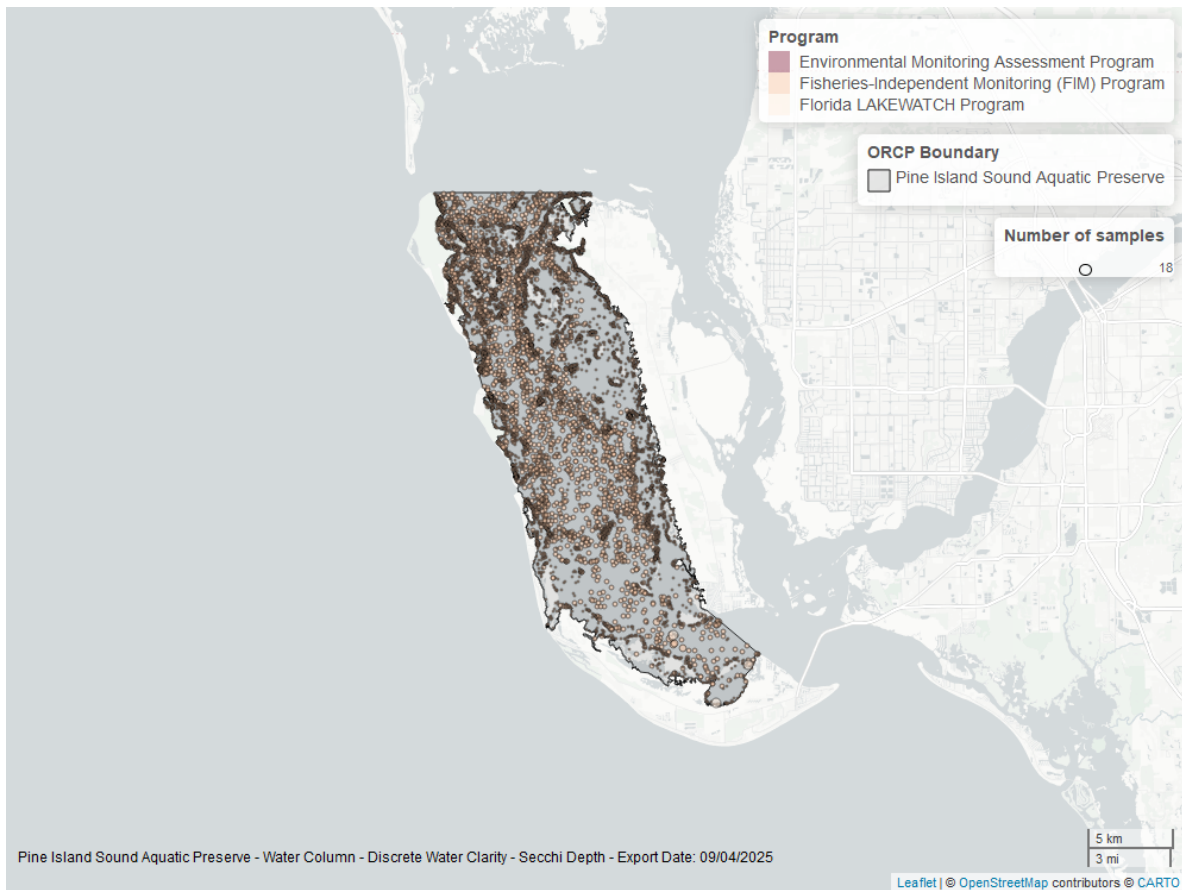 Program
Environmental Monitoring Assessment Program
Fisheries-Independent Monitoring (FIM) Program
Florida LAKEWATCH Program
ORCP Boundary
Pine Island Sound Aquatic Preserve
Number of samples
18
5 km
3 mi
Pine Island Sound Aquatic Preserve - Water Column - Discrete Water Clarity - Secchi Depth - Export Date: 09/04/2025
Leaflet | © OpenStreetMap contributors © CARTO